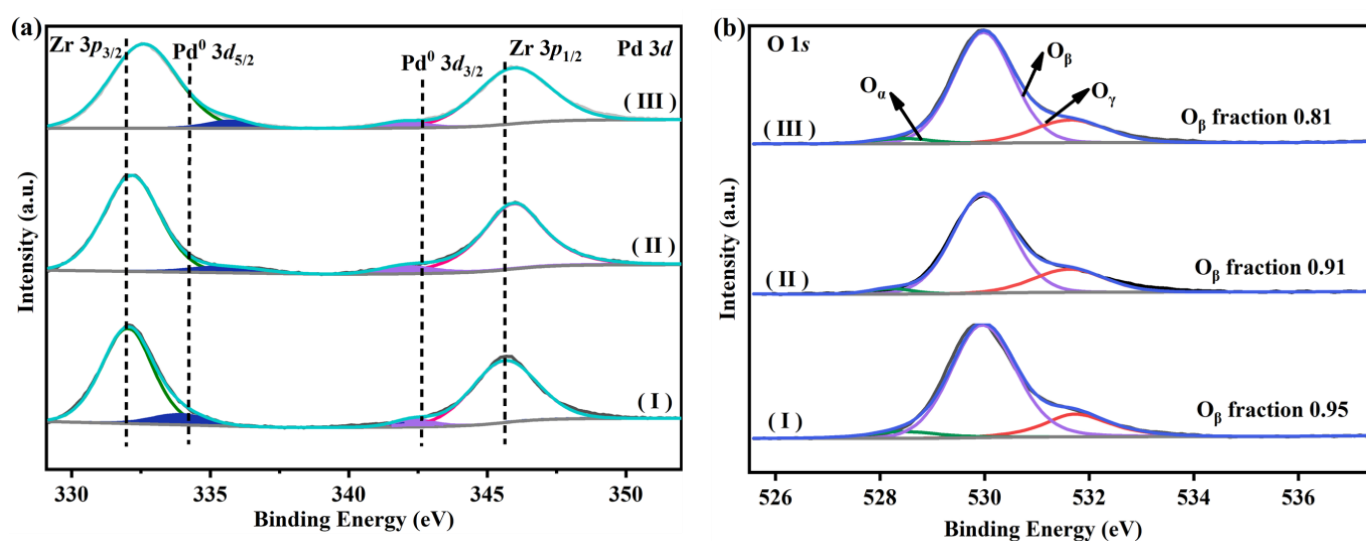 (a)
Zr 3p3/2
Pd⁰ 3d5/2
Pd⁰ 3d3/2
Zr 3p1/2
Pd 3d
( III )
( II )
( I )
Intensity (a.u.)
330 335 340 345 350
Binding Energy (eV)
(b)
O 1s
Oα
Oβ
Oγ
( III )
Oβ fraction 0.81
( II )
Oβ fraction 0.91
( I )
Oβ fraction 0.95
Intensity (a.u.)
526 528 530 532 534 536
Binding Energy (eV)